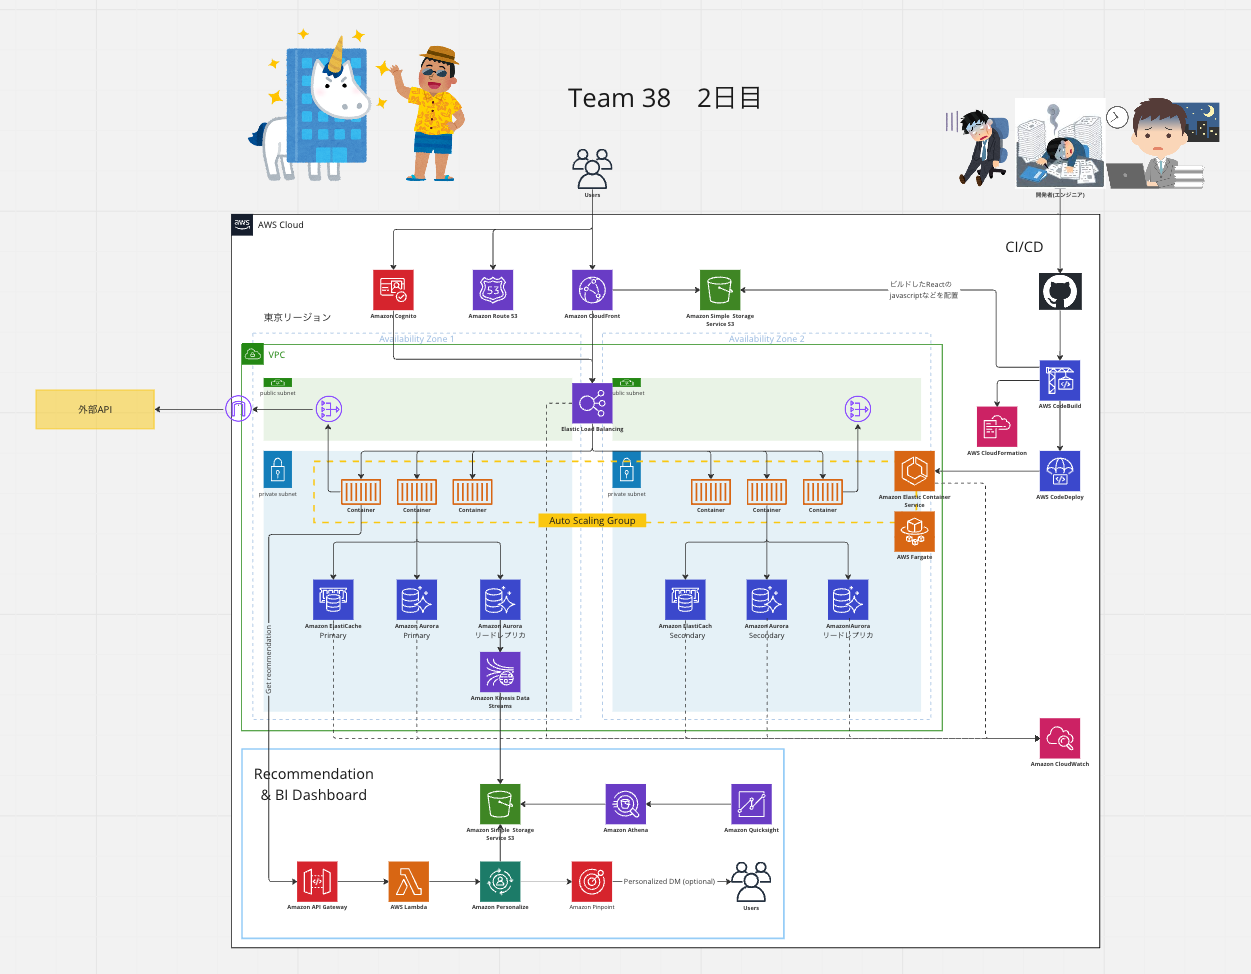 Team 38 2日目
Users
開発者(エンジニア)
aws
AWS Cloud
CI/CD
53
ビルドしたReactの
javascriptなどを配置
Amazon Cognito
Amazon Route 53
Amazon CloudFront
Amazon Simple Storage
Service S3
東京リージョン
Availability Zone 1
Availability Zone 2
VPC
public subnet
public subnet
AWS CodeBuild
外部API
Elastic Load Balancing
AWS CloudFormation
private subnet
private subnet
Amazon Elastic Container
Service
AWS CodeDeploy
Container
Container
Container
Container
Container
Container
Auto Scaling Group
AWS Fargate
Get reommendation
Amazon ElastiCache
Primary
Amazon Aurora
Primary
Amazon Aurora
リードレプリカ
Amazon ElastiCach
Secondary
Amazon Aurora
Secondary
Amazon Aurora
リードレプリカ
Amazon Kinesis Data
Streams
Amazon CloudWatch
Recommendation
& BI Dashboard
Amazon Simple Storage
Service S3
Amazon Athena
Amazon Quicksight
Amazon API Gateway
AWS Lambda
Amazon Personalize
Amazon Pinpoint
Personalized DM (optional)
Users